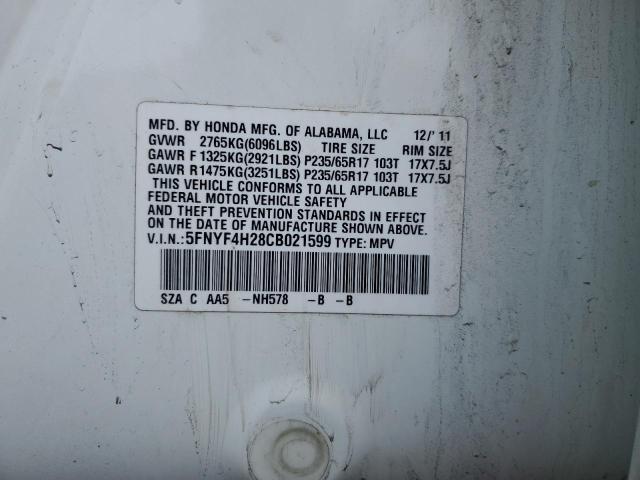 MFD. BY HONDA MFG. OF ALABAMA, LLC 12/'11
GVWR 2765KG(6096LBS) TIRE SIZE RIM SIZE
GAWR F 1325KG(2921LBS) P235/65R17 103T 17X7.5J
GAWR R1475KG(3251LBS) P235/65R17 103T 17X7.5J
THIS VEHICLE CONFORMS TO ALL APPLICABLE
FEDERAL MOTOR VEHICLE SAFETY
AND THEFT PREVENTION STANDARDS IN EFFECT
ON THE DATE OF MANUFACTURE SHOWN ABOVE.
V.I.N.:5FNYF4H28CB021599 TYPE: MPV
SZA C AA5 -NH578 -B -B